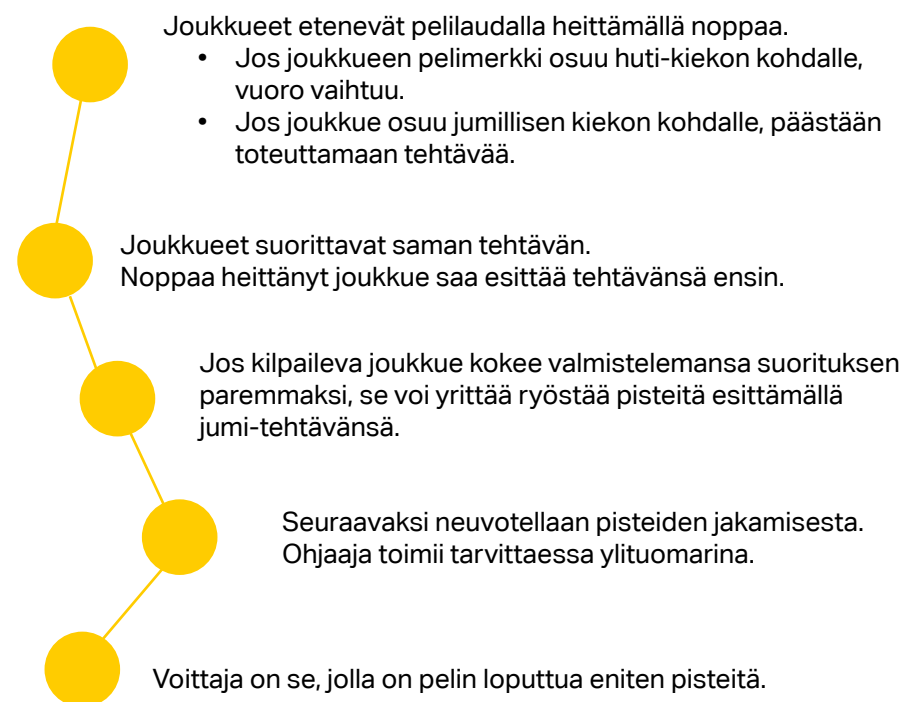 Joukkueet etenevät pelilaudalla heittämällä noppaa.
• Jos joukkueen pelimerkki osuu huti-kiekon kohdalle,
vuoro vaihtuu.
• Jos joukkue osuu jumillisen kiekon kohdalle, päästään
toteuttamaan tehtävää.
Joukkueet suorittavat saman tehtävän.
Noppaa heittänyt joukkue saa esittää tehtävänsä ensin.
Jos kilpaileva joukkue kokee valmistelemansa suorituksen
paremmaksi, se voi yrittää ryöstää pisteitä esittämällä
jumi-tehtävänsä.
Seuraavaksi neuvotellaan pisteiden jakamisesta.
Ohjaaja toimii tarvittaessa ylituomarina.
Voittaja on se, jolla on pelin loputtua eniten pisteitä.